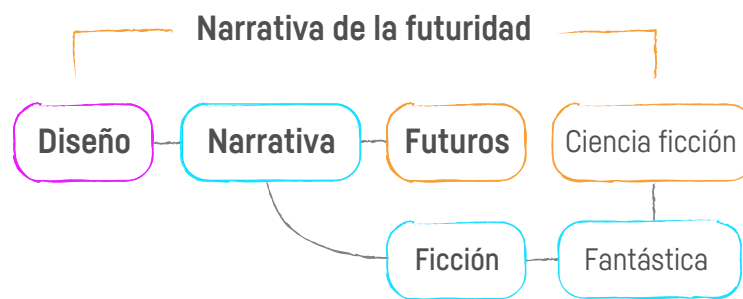 Narrativa de la futuridad
Diseño
Narrativa
Futuros
Ciencia ficción
Ficción
Fantástica